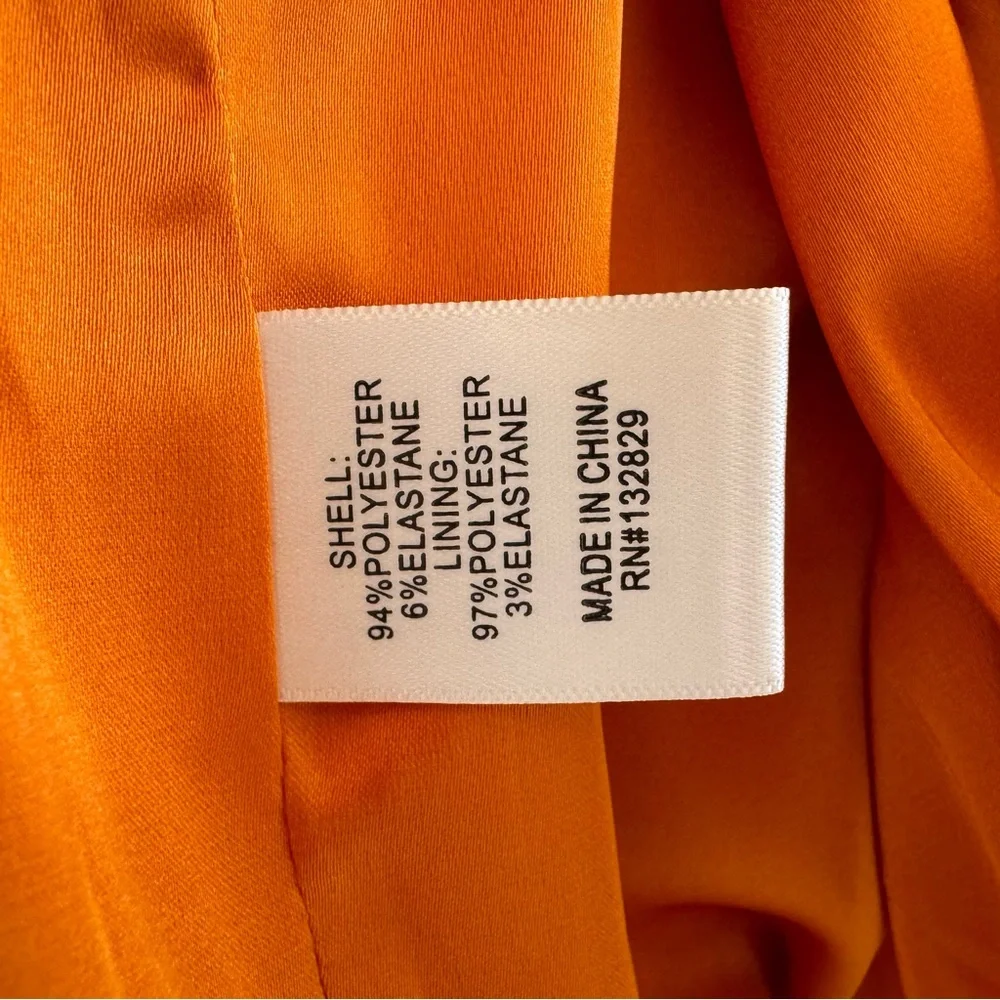 SHELL:
94%POLYESTER
6%ELASTANE
LINING:
97%POLYESTER
3%ELASTANE
MADE IN CHINA
RN#132829